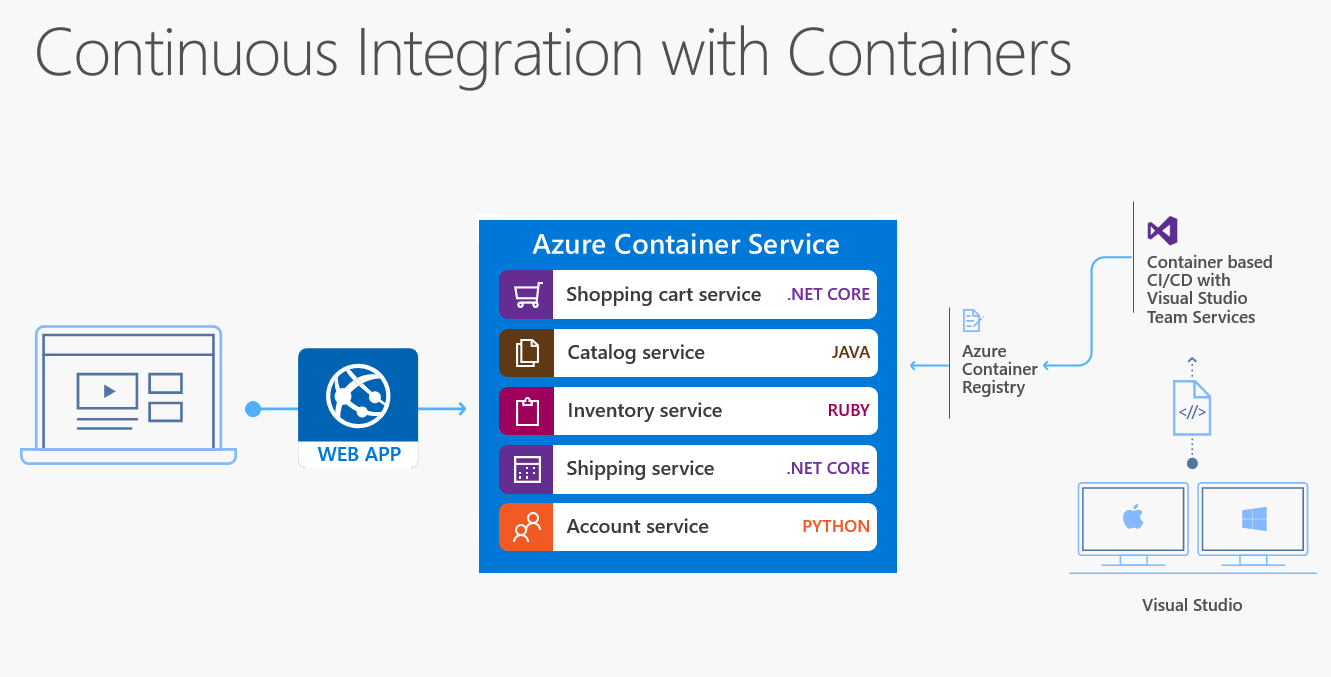 Continuous Integration with Containers
Azure Container Service
Shopping cart service .NET CORE
Catalog service JAVA
Inventory service RUBY
Shipping service .NET CORE
Account service PYTHON
WEB APP
Azure
Container
Registry
Container based
CI/CD with
Visual Studio
Team Services
<//>
Visual Studio